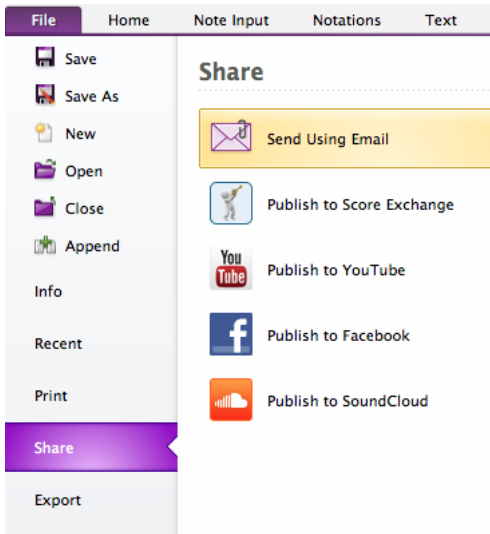 File Home Note Input Notations Text
Save
Save As
New
Open
Close
Append
Info
Recent
Print
Share
Export
Share
Send Using Email
Publish to Score Exchange
You
Tube
Publish to YouTube
f
Publish to Facebook
Publish to SoundCloud